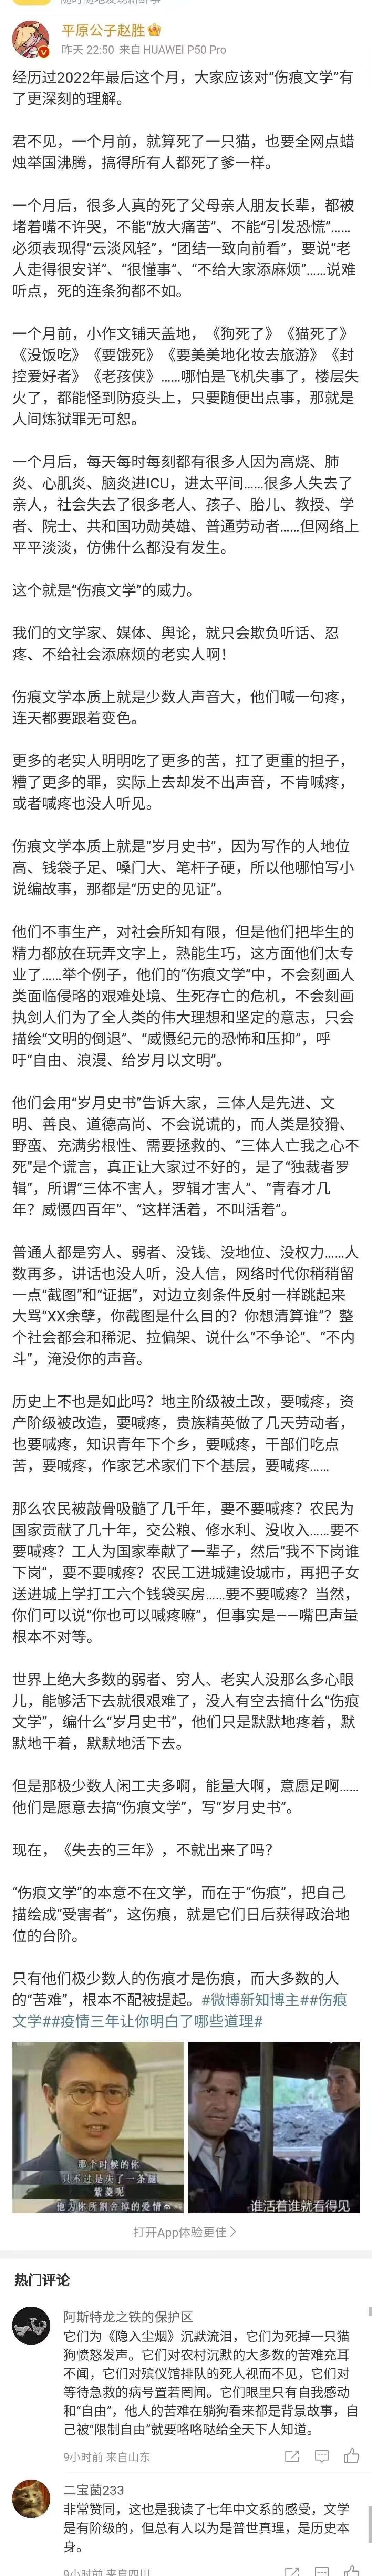 平原公子赵胜
昨天 22:50 来自 HUAWEI P50 Pro
经历过2022年最后这个月，大家应该对“伤痕文学”有
了更深刻的理解。
君不见，一个月前，就算死了一只猫，也要全网点蜡
烛举国沸腾，搞得所有人都死了爹一样。
一个月后，很多人真的死了父母亲人朋友长辈，都被
堵着嘴不许哭，不能“放大痛苦”、不能“引发恐慌”……
必须表现得“云淡风轻”，“团结一致向前看”，要说“老
人走得很安详”、“很懂事”、“不给大家添麻烦”……说难
听点，死的连条狗都不如。
一个月前，小作文铺天盖地，《狗死了》《猫死了》
《没饭吃》《要饿死》《要美美地化妆去旅游》《封
控爱好者》《老孩侠》……哪怕是飞机失事了，楼层失
火了，都能怪到防疫头上，只要随便出点事，那就是
人间炼狱罪无可恕。
一个月后，每天每时每刻都有很多人因为高烧、肺
炎、心肌炎、脑炎进ICU，进太平间……很多人失去了
亲人，社会失去了很多老人、孩子、胎儿、教授、学
者、院士、共和国功勋英雄、普通劳动者……但网络上
平平淡淡，仿佛什么都没有发生。
这个就是“伤痕文学”的威力。
我们的文学家、媒体、舆论，就只会欺负听话、忍
疼、不给社会添麻烦的老实人啊！
伤痕文学本质上就是少数人声音大，他们喊一句疼，
连天都要跟着变色。
更多的老实人明明吃了更多的苦，扛了更重的担子，
糟了更多的罪，实际上去却发不出声音，不肯喊疼，
或者喊疼也没人听见。
伤痕文学本质上就是“岁月史书”，因为写作的人地位
高、钱袋子足、嗓门大、笔杆子硬，所以他哪怕写小
说编故事，那都是“历史的见证”。
他们不事生产，对社会所知有限，但是他们把毕生的
精力都放在玩弄文字上，熟能生巧，这方面他们太专
业了……举个例子，他们的“伤痕文学”中，不会刻画人
类面临侵略的艰难处境、生死存亡的危机，不会刻画
执剑人们为了全人类的伟大理想和坚定的意志，只会
描绘“文明的倒退”、“威慑纪元的恐怖和压抑”，呼
吁“自由、浪漫、给岁月以文明”。
他们会用“岁月史书”告诉大家，三体人是先进、文
明、善良、道德高尚、不会说谎的，而人类是狡猾、
野蛮、充满劣根性、需要拯救的、“三体人亡我之心不
死”是个谎言，真正让大家过不好的，是了“独裁者罗
辑”，所谓“三体不害人，罗辑才害人”、“青春才几
年？威慑四百年”、“这样活着，不叫活着”。
普通人都是穷人、弱者、没钱、没地位、没权力……人
数再多，讲话也没人听，没人信，网络时代你稍稍留
一点“截图”和“证据”，对边立刻条件反射一样跳起来
大骂“XX余孽，你截图是什么目的？你想清算谁”？整
个社会都会和稀泥、拉偏架、说什么“不争论”、“不内
斗”，淹没你的声音。
历史上不也是如此吗？地主阶级被土改，要喊疼，资
产阶级被改造，要喊疼，贵族精英做了几天劳动者，
也要喊疼，知识青年下个乡，要喊疼，干部们吃点
苦，要喊疼，作家艺术家们下个基层，要喊疼……
那么农民被敲骨吸髓了几千年，要不要喊疼？农民为
国家贡献了几十年，交公粮、修水利、没收入……要不
要喊疼？工人为国家奉献了一辈子，然后“我不下岗谁
下岗”，要不要喊疼？农民工进城建设城市，再把子女
送进城上学打工六个钱袋买房……要不要喊疼？当然，
你们可以说“你也可以喊疼嘛”，但事实是——嘴巴声量
根本不对等。
世界上绝大多数的弱者、穷人、老实人没那么多心眼
儿，能够活下去就很艰难了，没人有空去搞什么“伤痕
文学”，编什么“岁月史书”，他们只是默默地疼着，默
默地干着，默默地活下去。
但是那极少数人闲工夫多啊，能量大啊，意愿足啊……
他们是愿意去搞“伤痕文学”，写“岁月史书”。
现在，《失去的三年》，不就出来了吗？
“伤痕文学”的本意不在文学，而在于“伤痕”，把自己
描绘成“受害者”，这伤痕，就是它们日后获得政治地
位的台阶。
只有他们极少数人的伤痕才是伤痕，而大多数的人
的“苦难”，根本不配被提起。#微博新知博主##伤痕
文学##疫情三年让你明白了哪些道理#
那个时候的你
只不过是失了一条腿
紫菱呢
他为你所割舍掉的爱情
谁活着谁就看得见
打开App体验更佳
热门评论
阿斯特龙之铁的保护区
它们为《隐入尘烟》沉默流泪，它们为死掉一只猫
狗愤怒发声。它们对农村沉默的大多数的苦难充耳
不闻，它们对殡仪馆排队的死人视而不见，它们对
等待急救的病号置若罔闻。它们眼里只有自我感动
和“自由”，他人的苦难在躺狗看来都是背景故事，自
己被“限制自由”就要咯咯哒给全天下人知道。
9小时前 来自山东
二宝菌233
非常赞同，这也是我读了七年中文系的感受，文学
是有阶级的，但总有人以为是普世真理，是历史本
身。
9小时前 来自四川